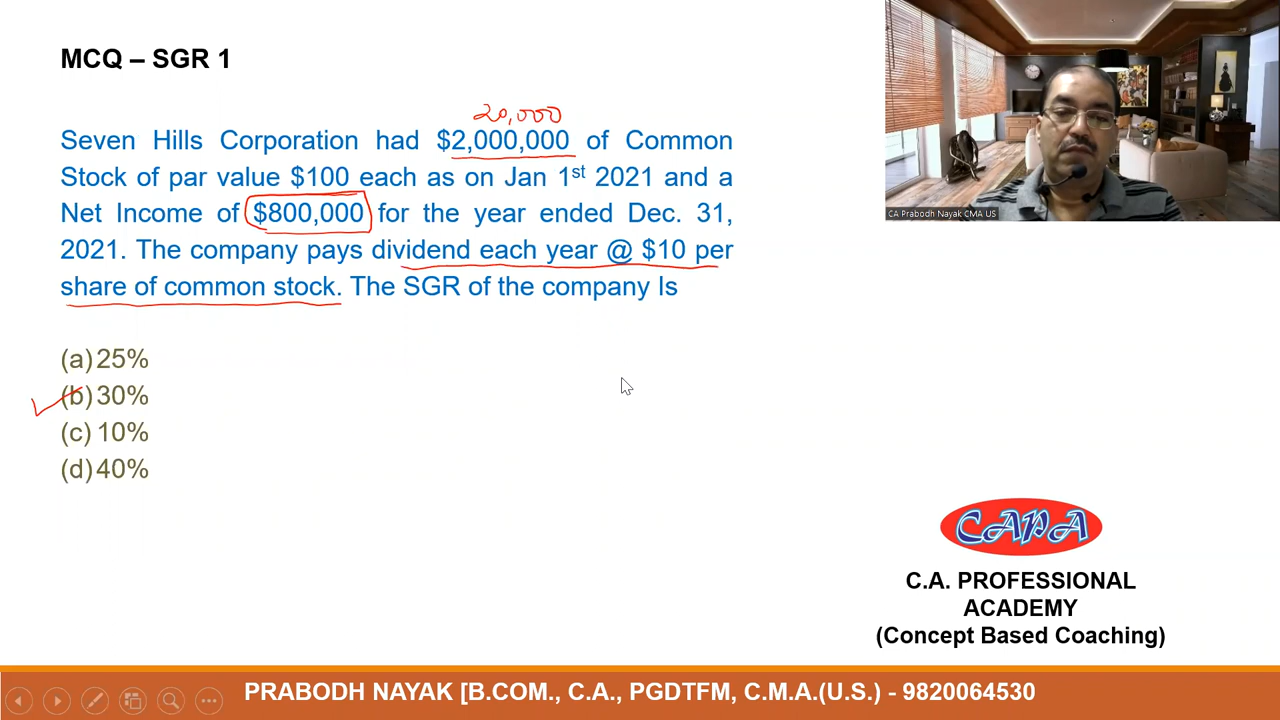 MCQ – SGR 1
20,000
Seven Hills Corporation had $2,000,000 of Common
Stock of par value $100 each as on Jan 1st 2021 and a
Net Income of $800,000 for the year ended Dec. 31,
2021. The company pays dividend each year @ $10 per
share of common stock. The SGR of the company Is
(a) 25%
(b) 30%
(c) 10%
(d) 40%
CA Prabodh Nayak CMA US
CAPA
C.A. PROFESSIONAL
ACADEMY
(Concept Based Coaching)
PRABODH NAYAK [B.COM., C.A., PGDTFM, C.M.A.(U.S.) - 9820064530